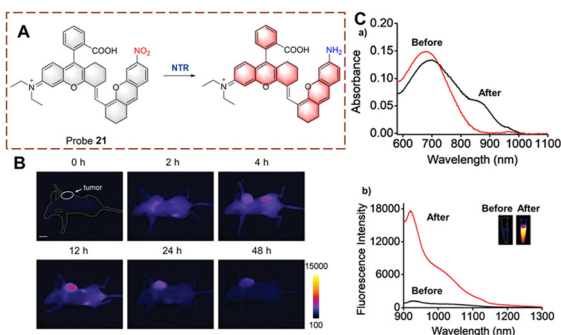 A
COOH
NO₂
N⁺
O
O
Probe 21
NTR
COOH
NH₂
N⁺
O
O
B
0 h
2 h
4 h
tumor
12 h
24 h
48 h
15000
100
C
a)
Absorbance
0.20
0.15
0.10
0.05
0.00
Before
After
600 700 800 900 1000 1100
Wavelength (nm)
b)
Fluorescence Intensity
18000
12000
6000
0
After
Before
Before After
900 1000 1100 1200 1300
Wavelength (nm)